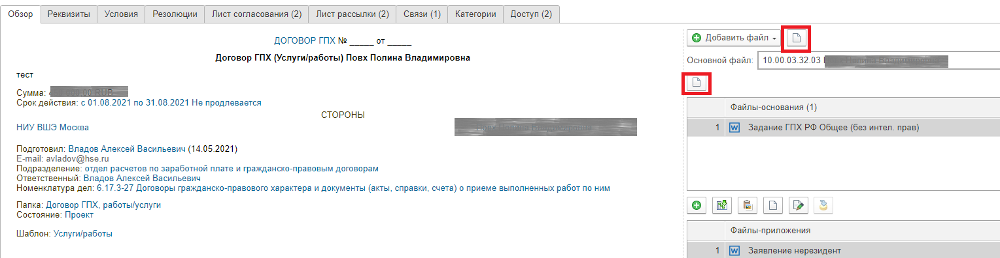 Обзор Реквизиты Условия Резолюции Лист согласования (2) Лист рассылки (2) Связи (1) Категории Доступ (2)
ДОГОВОР ГПХ № _____ от _____
Договор ГПХ (Услуги/работы) Повх Полина Владимировна
тест
Сумма:
Срок действия: с 01.08.2021 по 31.08.2021 Не продлевается
СТОРОНЫ
НИУ ВШЭ Москва
Подготовил: Владов Алексей Васильевич (14.05.2021)
E-mail: avladov@hse.ru
Подразделение: отдел расчетов по заработной плате и гражданско-правовым договорам
Ответственный: Владов Алексей Васильевич
Номенклатура дел: 6.17.3-27 Договоры гражданско-правового характера и документы (акты, справки, счета) о приеме выполненных работ по ним
Папка: Договор ГПХ, работы/услуги
Состояние: Проект
Шаблон: Услуги/работы
Добавить файл
Основной файл: 10.00.03.32.03
Файлы-основания (1)
1 Задание ГПХ РФ Общее (без интел. прав)
Файлы-приложения
1 Заявление нерезидент